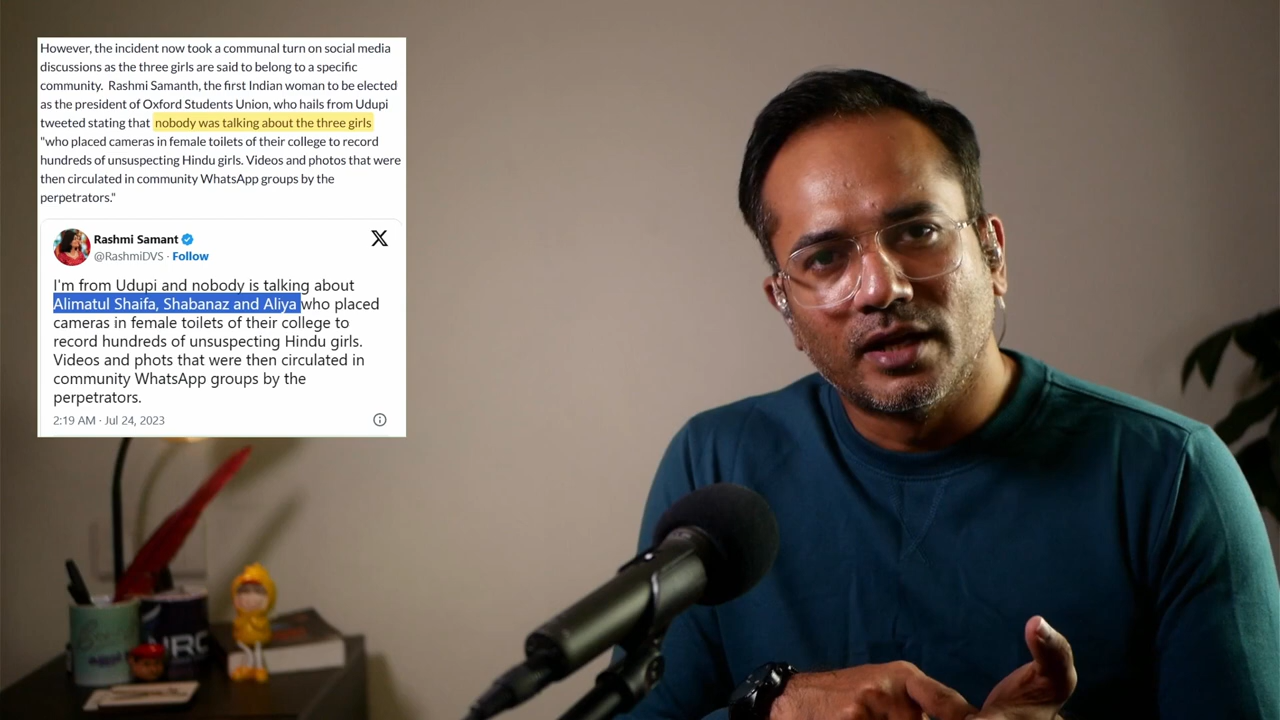 However, the incident now took a communal turn on social media
discussions as the three girls are said to belong to a specific
community. Rashmi Samanth, the first Indian woman to be elected
as the president of Oxford Students Union, who hails from Udupi
tweeted stating that nobody was talking about the three girls
"who placed cameras in female toilets of their college to record
hundreds of unsuspecting Hindu girls. Videos and photos that were
then circulated in community WhatsApp groups by the
perpetrators."
Rashmi Samant
@RashmiDVS · Follow
I'm from Udupi and nobody is talking about
Alimatul Shaifa, Shabanaz and Aliya who placed
cameras in female toilets of their college to
record hundreds of unsuspecting Hindu girls.
Videos and phots that were then circulated in
community WhatsApp groups by the
perpetrators.
2:19 AM · Jul 24, 2023